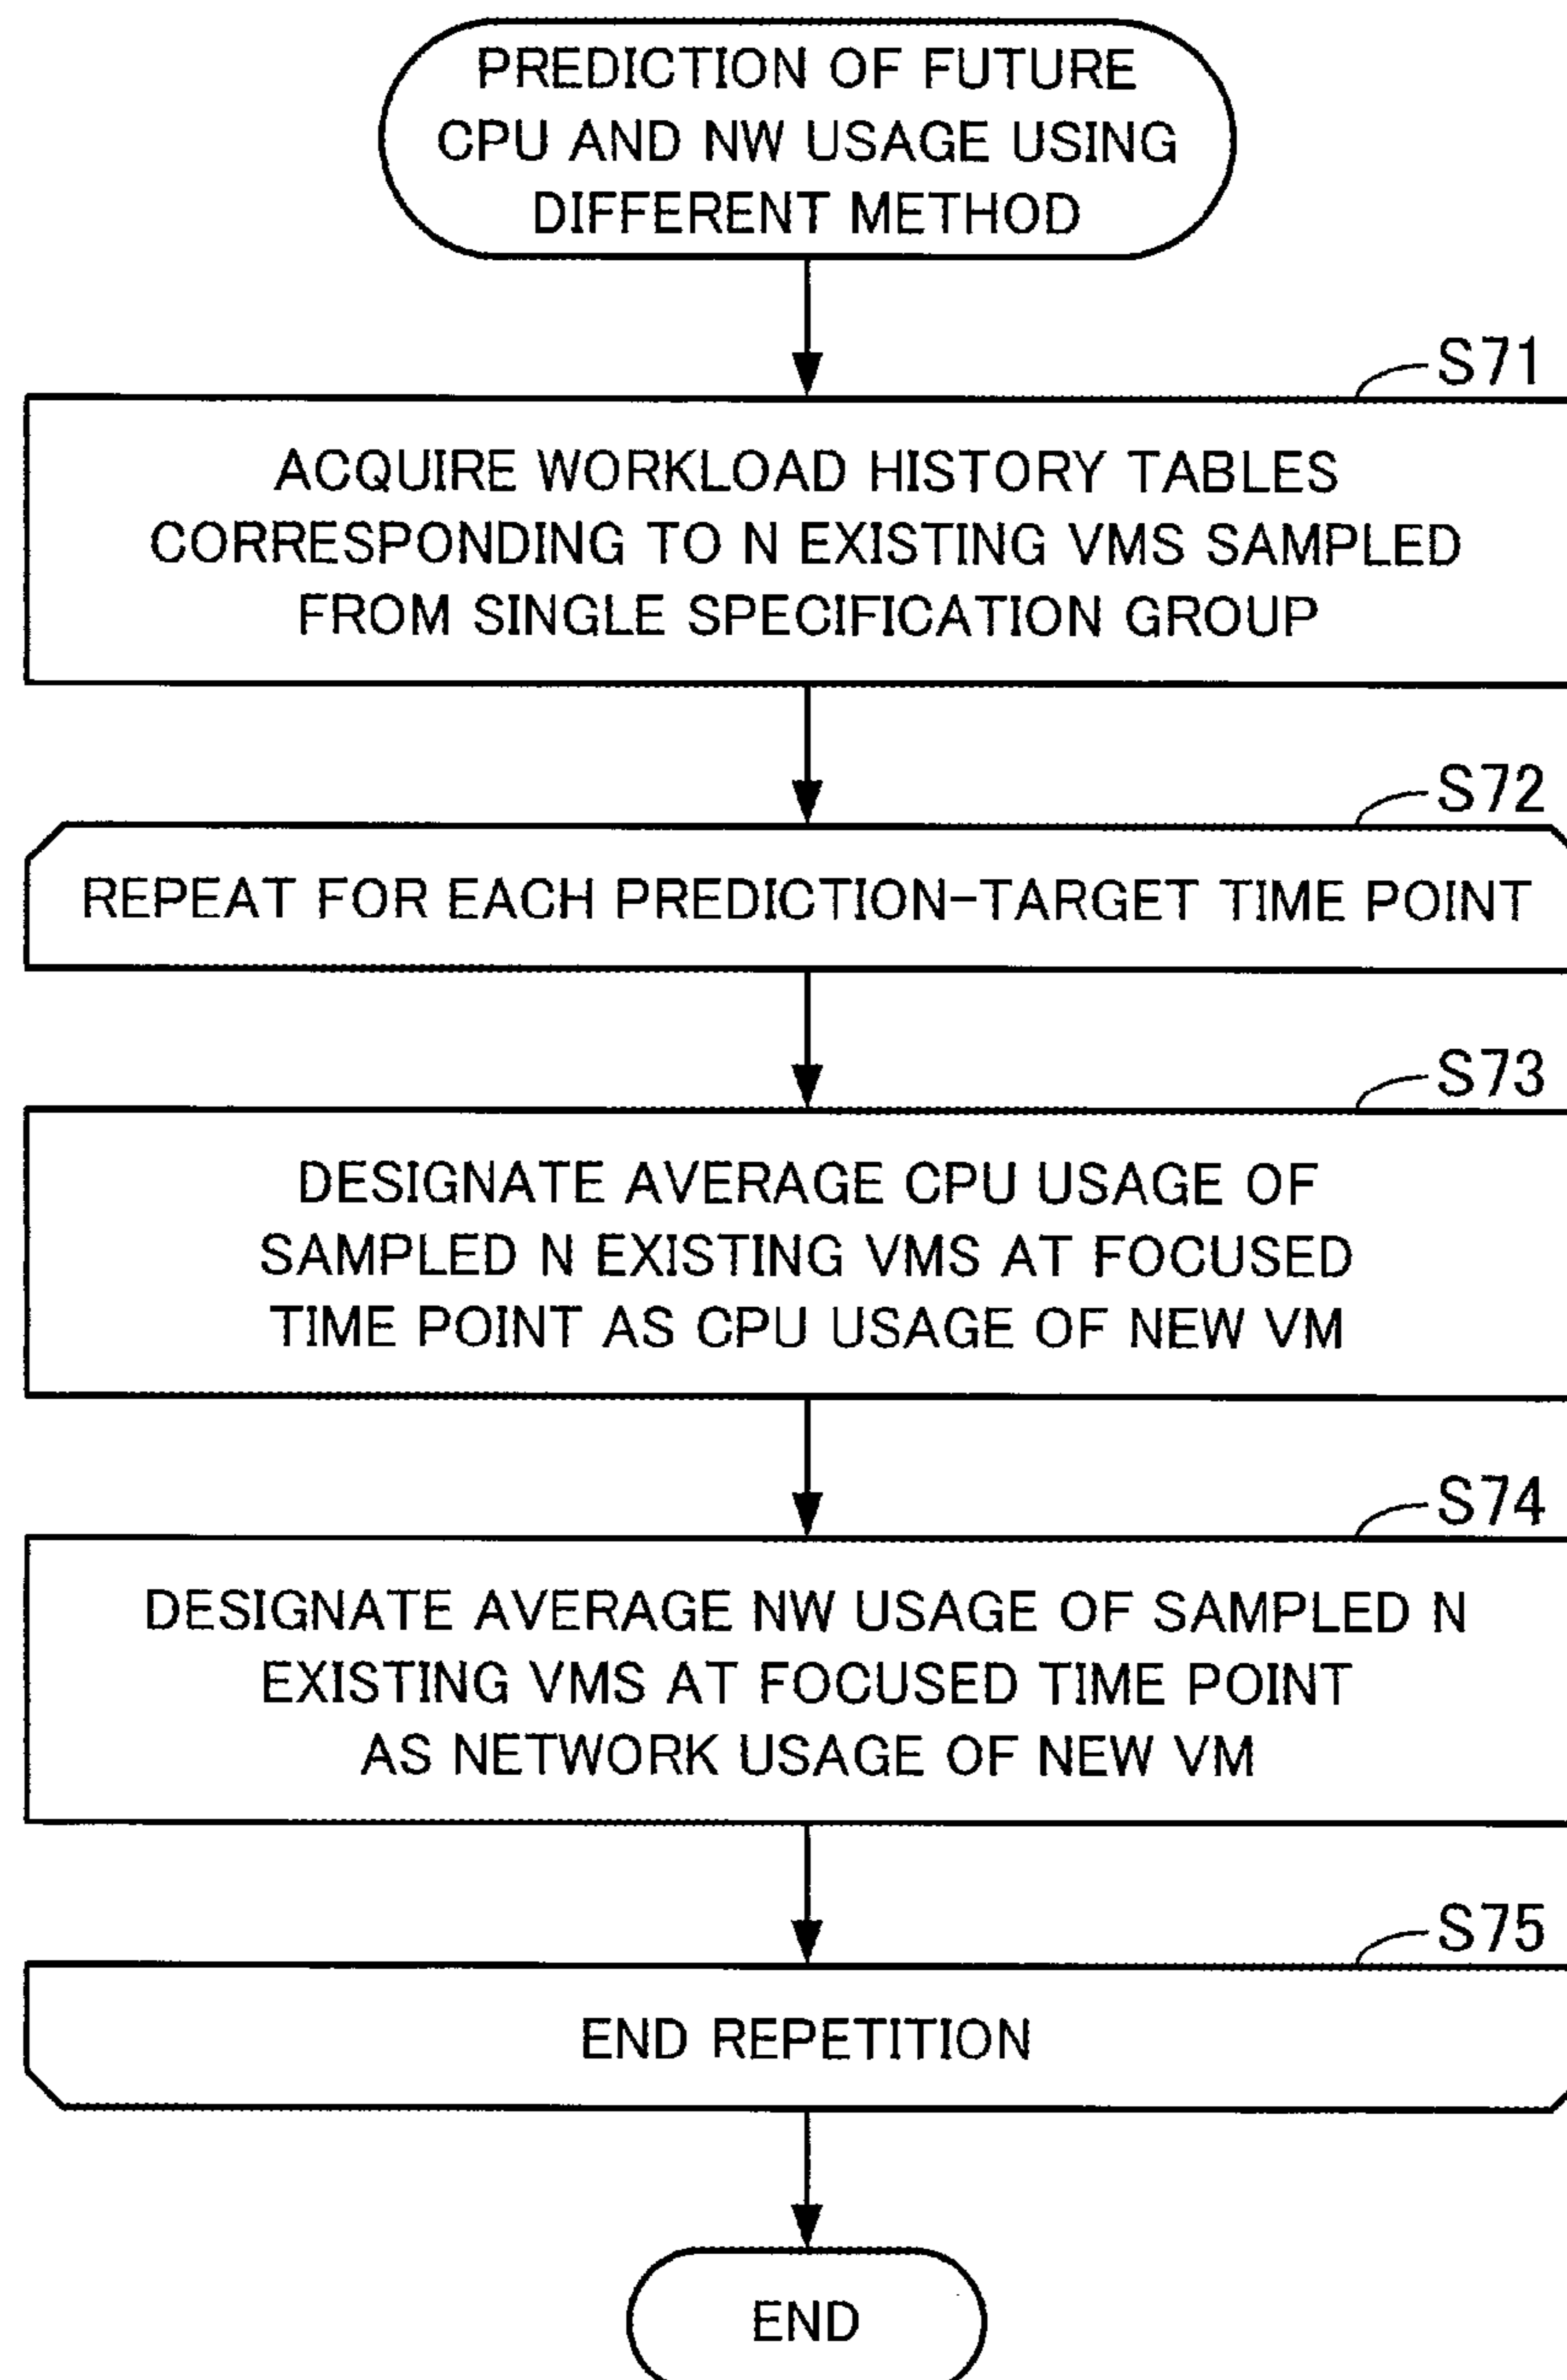 PREDICTION OF FUTURE
CPU AND NW USAGE USING
DIFFERENT METHOD
S71
ACQUIRE WORKLOAD HISTORY TABLES
CORRESPONDING TO N EXISTING VMS SAMPLED
FROM SINGLE SPECIFICATION GROUP
S72
REPEAT FOR EACH PREDICTION-TARGET TIME POINT
S73
DESIGNATE AVERAGE CPU USAGE OF
SAMPLED N EXISTING VMS AT FOCUSED
TIME POINT AS CPU USAGE OF NEW VM
S74
DESIGNATE AVERAGE NW USAGE OF SAMPLED N
EXISTING VMS AT FOCUSED TIME POINT
AS NETWORK USAGE OF NEW VM
S75
END REPETITION
END